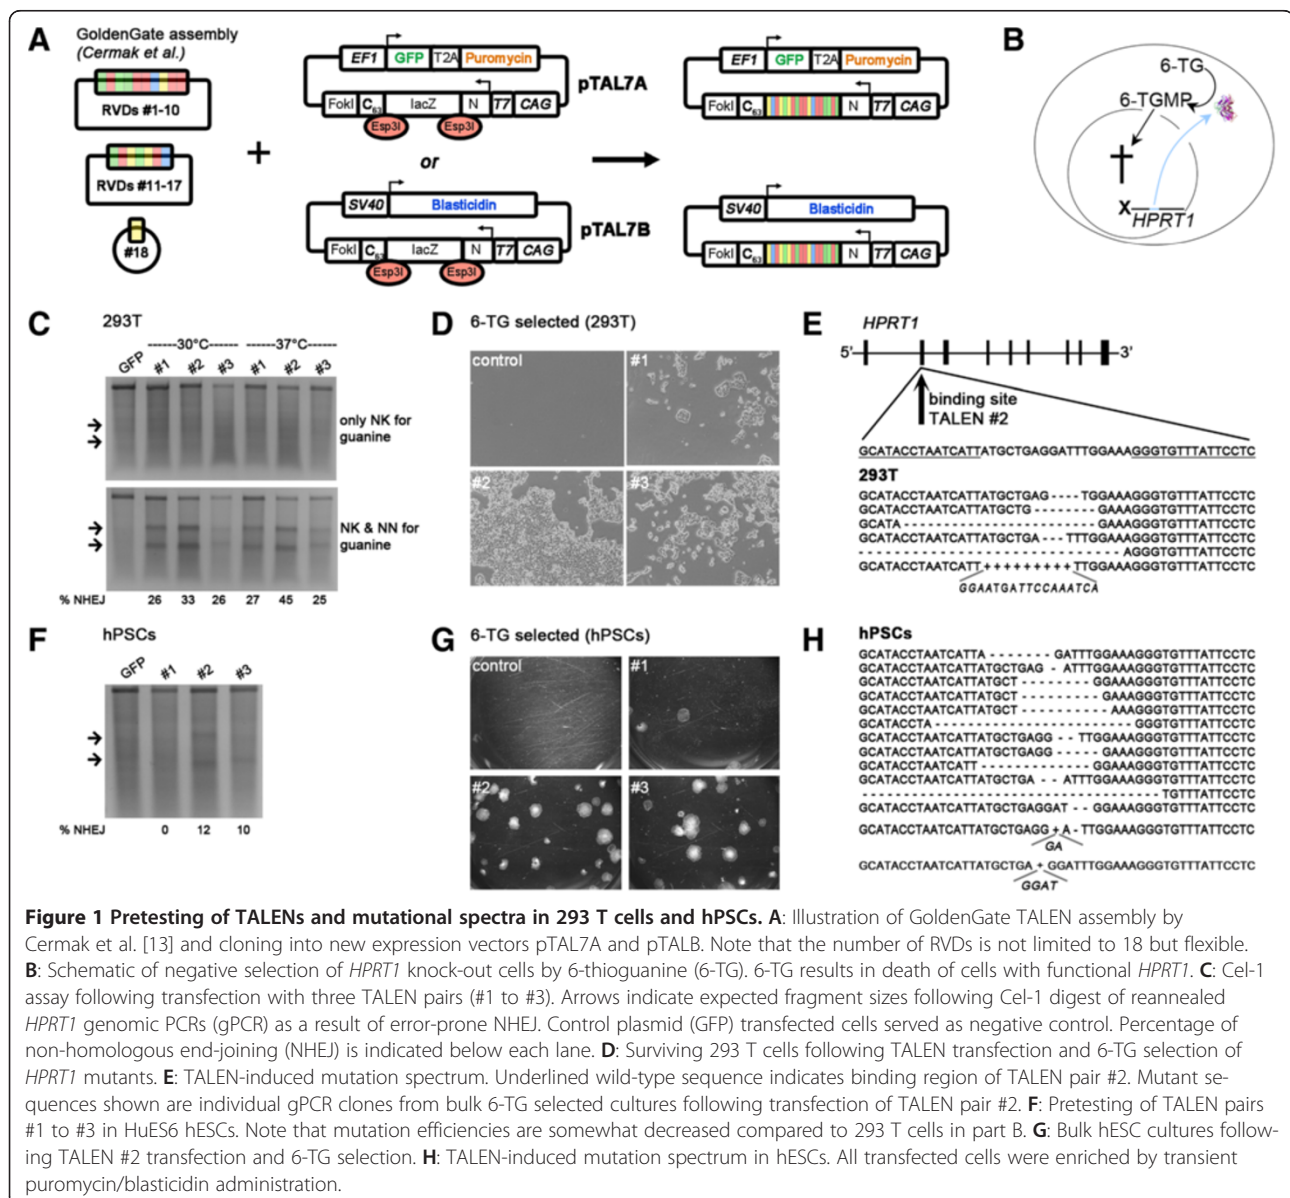 A
GoldenGate assembly
(Cermak et al.)
RVDs #1-10
RVDs #11-17
#18
+
EF1 GFP T2A Puromycin
FokI C63 lacZ N T7 CAG
Esp3I Esp3I
pTAL7A
or
SV40 Blasticidin
FokI C63 lacZ N T7 CAG
Esp3I Esp3I
pTAL7B
EF1 GFP T2A Puromycin
FokI C63 N T7 CAG
SV40 Blasticidin
FokI C63 N T7 CAG
B
6-TG
6-TGMP
X HPRT1
C
293T
------30°C------ ------37°C------
GFP #1 #2 #3 #1 #2 #3
only NK for
guanine
NK & NN for
guanine
% NHEJ 26 33 26 27 45 25
D
6-TG selected (293T)
control
#1
#2
#3
E
HPRT1
5'- -3'
binding site
TALEN #2
GCATACCTAATCATTATGCTGAGGATTTGGAAAGGGTGTTTATTCCTC
293T
GCATACCTAATCATTATGCTGAG----TGGAAAGGGTGTTTATTCCTC
GCATACCTAATCATTATGCTG--------GAAAGGGTGTTTATTCCTC
GCATA------------------------GAAAGGGTGTTTATTCCTC
GCATACCTAATCATTATGCTGA---TTTGGAAAGGGTGTTTATTCCTC
--------------------------------AGGGTGTTTATTCCTC
GCATACCTAATCATT+++++++++TTGGAAAGGGTGTTTATTCCTC
GGAATGATTCCAAATCA
F
hPSCs
GFP #1 #2 #3
% NHEJ 0 12 10
G
6-TG selected (hPSCs)
control
#1
#2
#3
H
hPSCs
GCATACCTAATCATTA-------GATTTGGAAAGGGTGTTTATTCCTC
GCATACCTAATCATTATGCTGAG-ATTTGGAAAGGGTGTTTATTCCTC
GCATACCTAATCATTATGCT--------GGAAAGGGTGTTTATTCCTC
GCATACCTAATCATTATGCT---------GAAAGGGTGTTTATTCCTC
GCATACCTAATCATTATGCT----------AAAGGGTGTTTATTCCTC
GCATACCTA----------------------GGGTGTTTATTCCTC
GCATACCTAATCATTATGCTGAGG--TTGGAAAGGGTGTTTATTCCTC
GCATACCTAATCATTATGCTGAGG-----GAAAGGGTGTTTATTCCTC
GCATACCTAATCATT------------GGAAAGGGTGTTTATTCCTC
GCATACCTAATCATTATGCTGA--ATTTGGAAAGGGTGTTTATTCCTC
--------------------------------TGTTTATTCCTC
GCATACCTAATCATTATGCTGAGGAT--GGAAAGGGTGTTTATTCCTC
GCATACCTAATCATTATGCTGAGG+A-TTGGAAAGGGTGTTTATTCCTC
GA
GCATACCTAATCATTATGCTGA+GGATTTGGAAAGGGTGTTTATTCCTC
GGAT
Figure 1 Pretesting of TALENs and mutational spectra in 293 T cells and hPSCs. A: Illustration of GoldenGate TALEN assembly by
Cermak et al. [13] and cloning into new expression vectors pTAL7A and pTALB. Note that the number of RVDs is not limited to 18 but flexible.
B: Schematic of negative selection of HPRT1 knock-out cells by 6-thioguanine (6-TG). 6-TG results in death of cells with functional HPRT1. C: Cel-1
assay following transfection with three TALEN pairs (#1 to #3). Arrows indicate expected fragment sizes following Cel-1 digest of reannealed
HPRT1 genomic PCRs (gPCR) as a result of error-prone NHEJ. Control plasmid (GFP) transfected cells served as negative control. Percentage of
non-homologous end-joining (NHEJ) is indicated below each lane. D: Surviving 293 T cells following TALEN transfection and 6-TG selection of
HPRT1 mutants. E: TALEN-induced mutation spectrum. Underlined wild-type sequence indicates binding region of TALEN pair #2. Mutant se-
quences shown are individual gPCR clones from bulk 6-TG selected cultures following transfection of TALEN pair #2. F: Pretesting of TALEN pairs
#1 to #3 in HuES6 hESCs. Note that mutation efficiencies are somewhat decreased compared to 293 T cells in part B. G: Bulk hESC cultures follow-
ing TALEN #2 transfection and 6-TG selection. H: TALEN-induced mutation spectrum in hESCs. All transfected cells were enriched by transient
puromycin/blasticidin administration.